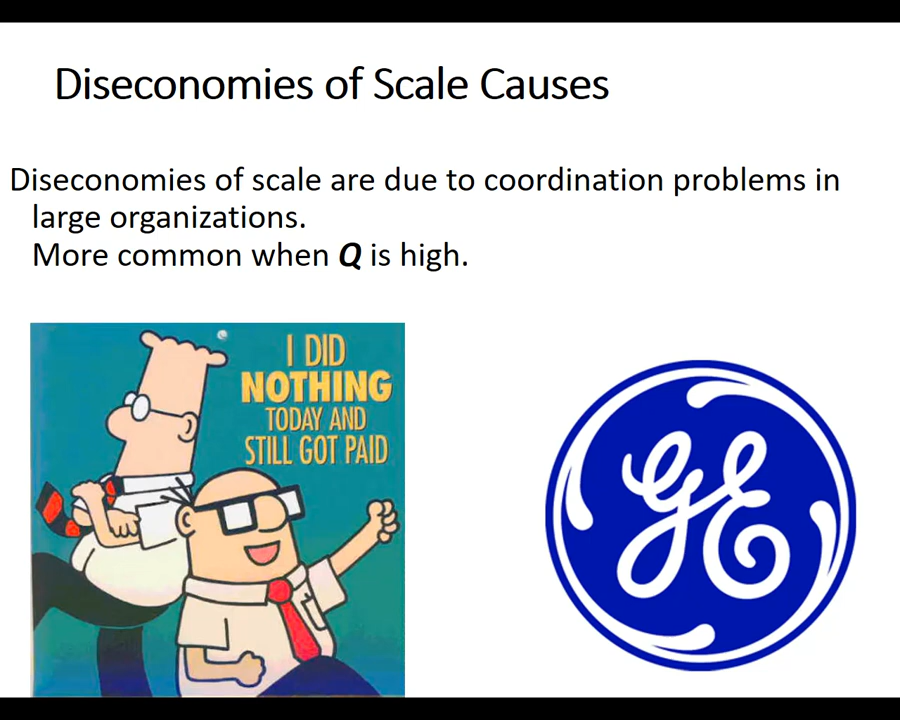 Diseconomies of Scale Causes
Diseconomies of scale are due to coordination problems in
large organizations.
More common when Q is high.
I DID
NOTHING
TODAY AND
STILL GOT PAID
GE